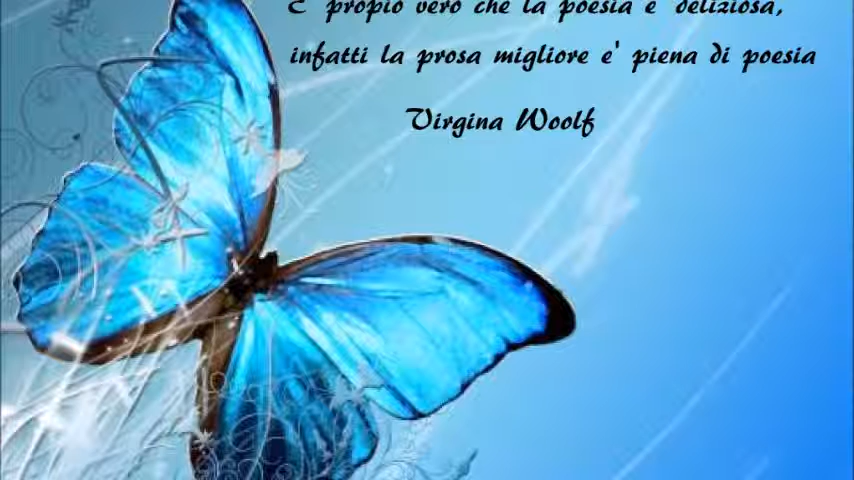 E' propio vero che la poesia e' deliziosa,
infatti la prosa migliore e' piena di poesia
Virgina Woolf